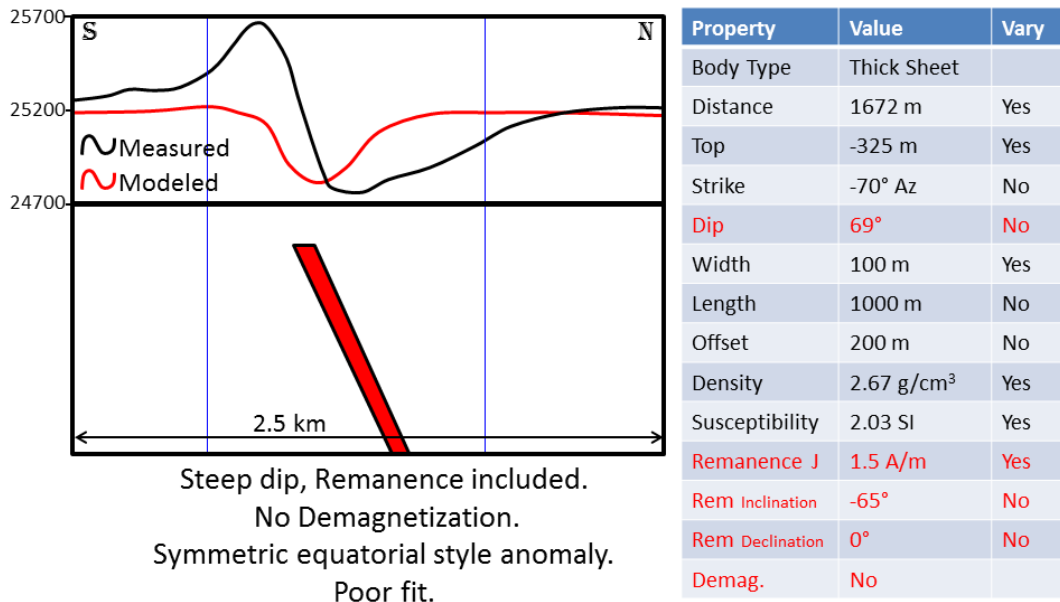 25700
S
N
25200
Measured
Modeled
24700
2.5 km
Steep dip, Remanence included.
No Demagnetization.
Symmetric equatorial style anomaly.
Poor fit.
Property Value Vary
Body Type Thick Sheet
Distance 1672 m Yes
Top -325 m Yes
Strike -70° Az No
Dip 69° No
Width 100 m Yes
Length 1000 m No
Offset 200 m No
Density 2.67 g/cm³ Yes
Susceptibility 2.03 SI Yes
Remanence J 1.5 A/m Yes
Rem Inclination -65° No
Rem Declination 0° No
Demag. No